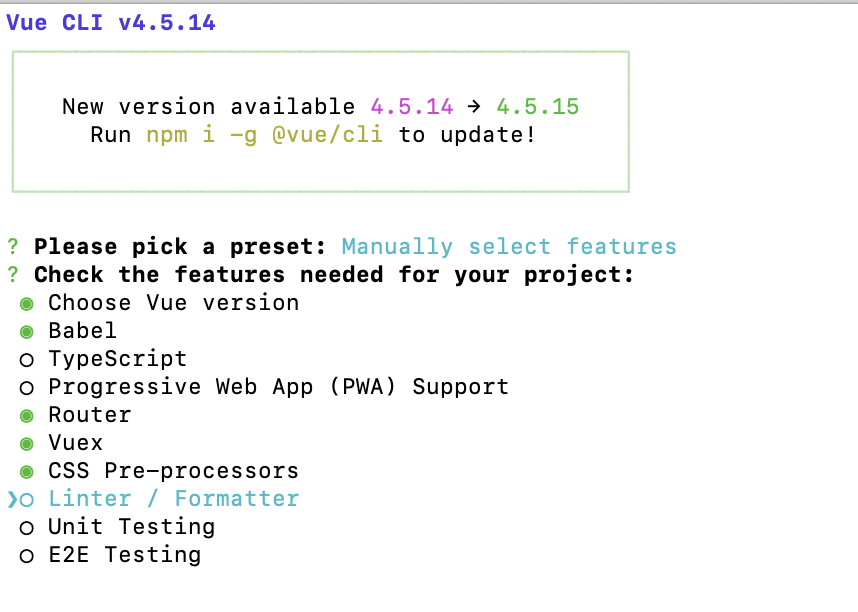 Vue CLI v4.5.14
New version available 4.5.14 → 4.5.15
Run npm i -g @vue/cli to update!
? Please pick a preset: Manually select features
? Check the features needed for your project:
◉ Choose Vue version
◉ Babel
◯ TypeScript
◯ Progressive Web App (PWA) Support
◉ Router
◉ Vuex
◉ CSS Pre-processors
❯◯ Linter / Formatter
◯ Unit Testing
◯ E2E Testing